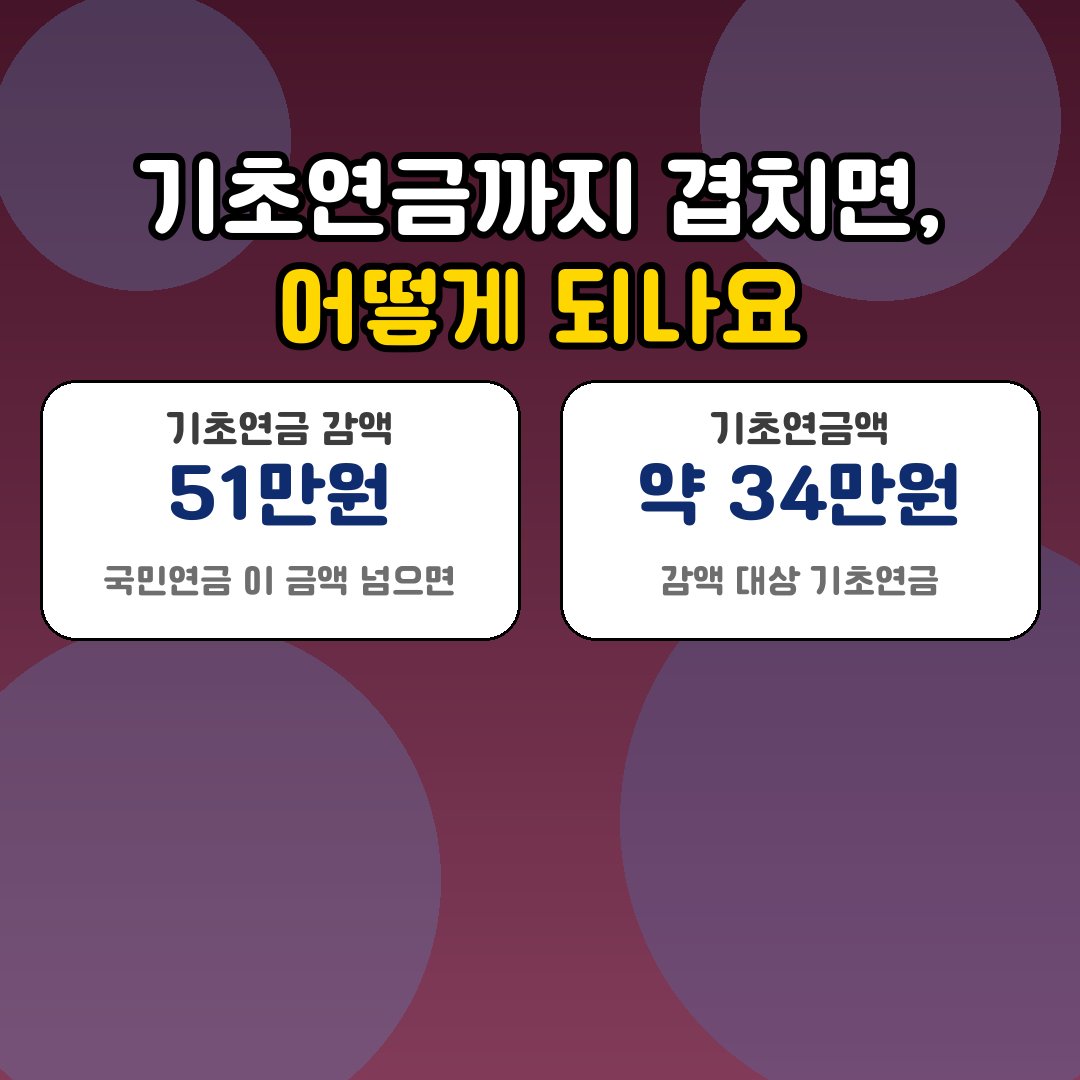 기초연금까지 겹치면,
어떻게 되나요
기초연금 감액
51만원
국민연금 이 금액 넘으면
기초연금액
약 34만원
감액 대상 기초연금